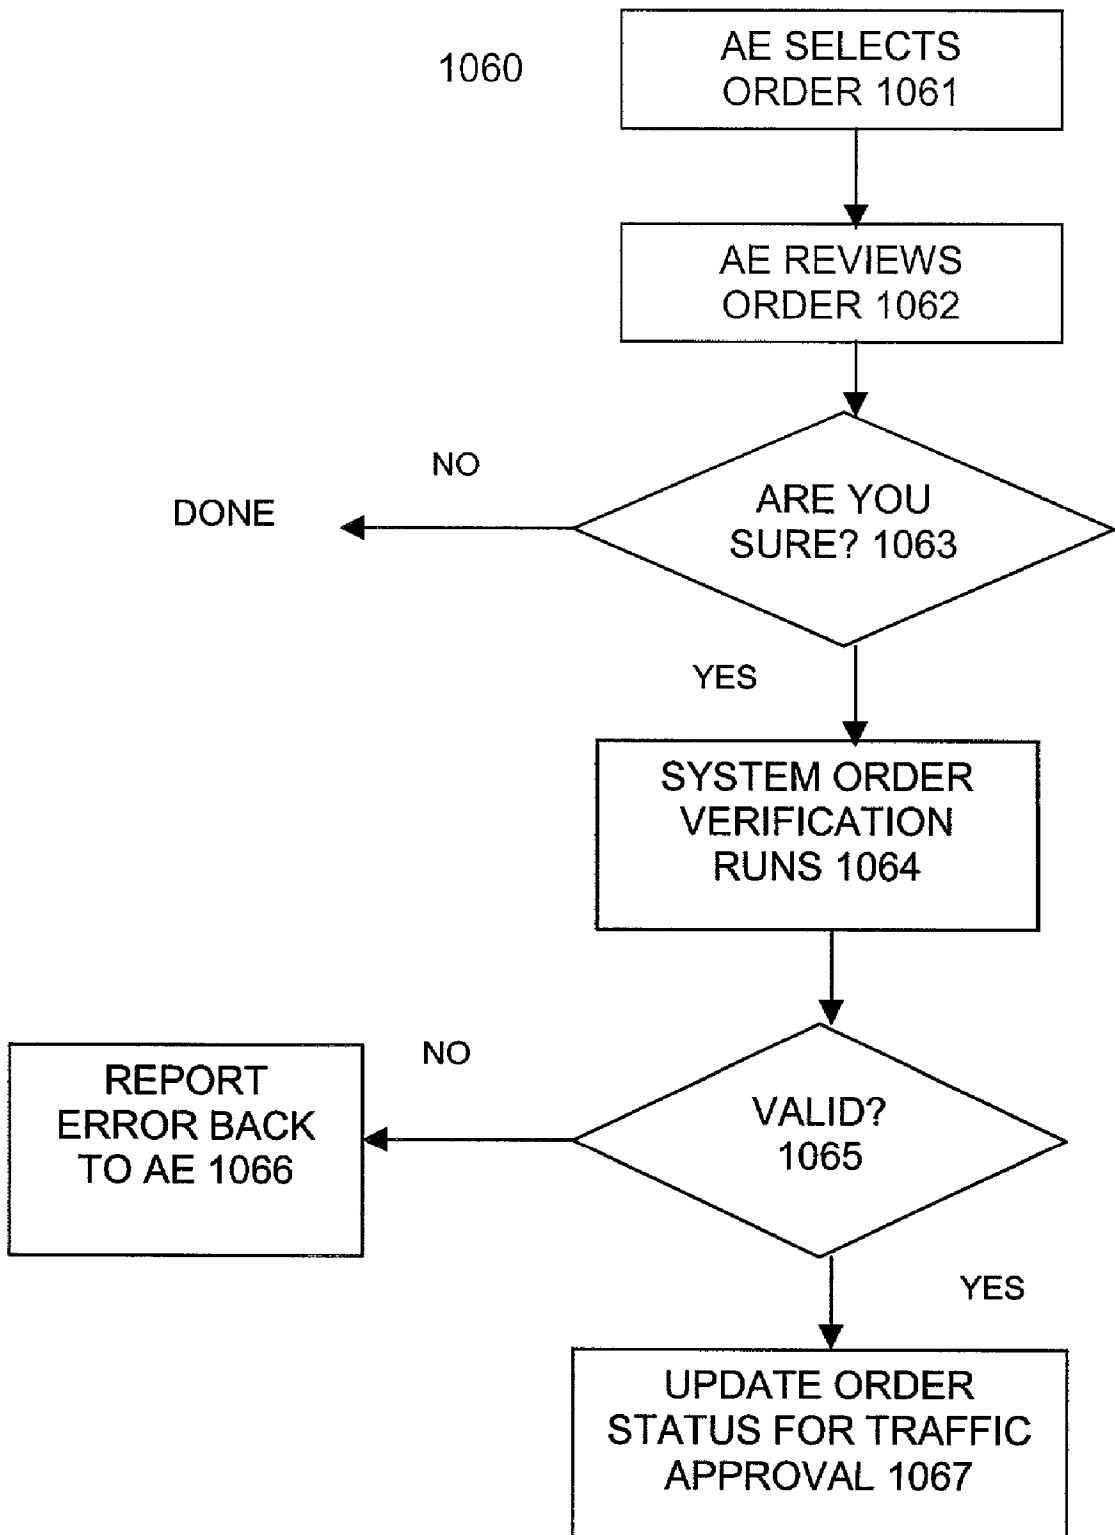 1060
AE SELECTS
ORDER 1061
AE REVIEWS
ORDER 1062
NO
DONE
ARE YOU
SURE? 1063
YES
SYSTEM ORDER
VERIFICATION
RUNS 1064
NO
REPORT
ERROR BACK
TO AE 1066
VALID?
1065
YES
UPDATE ORDER
STATUS FOR TRAFFIC
APPROVAL 1067